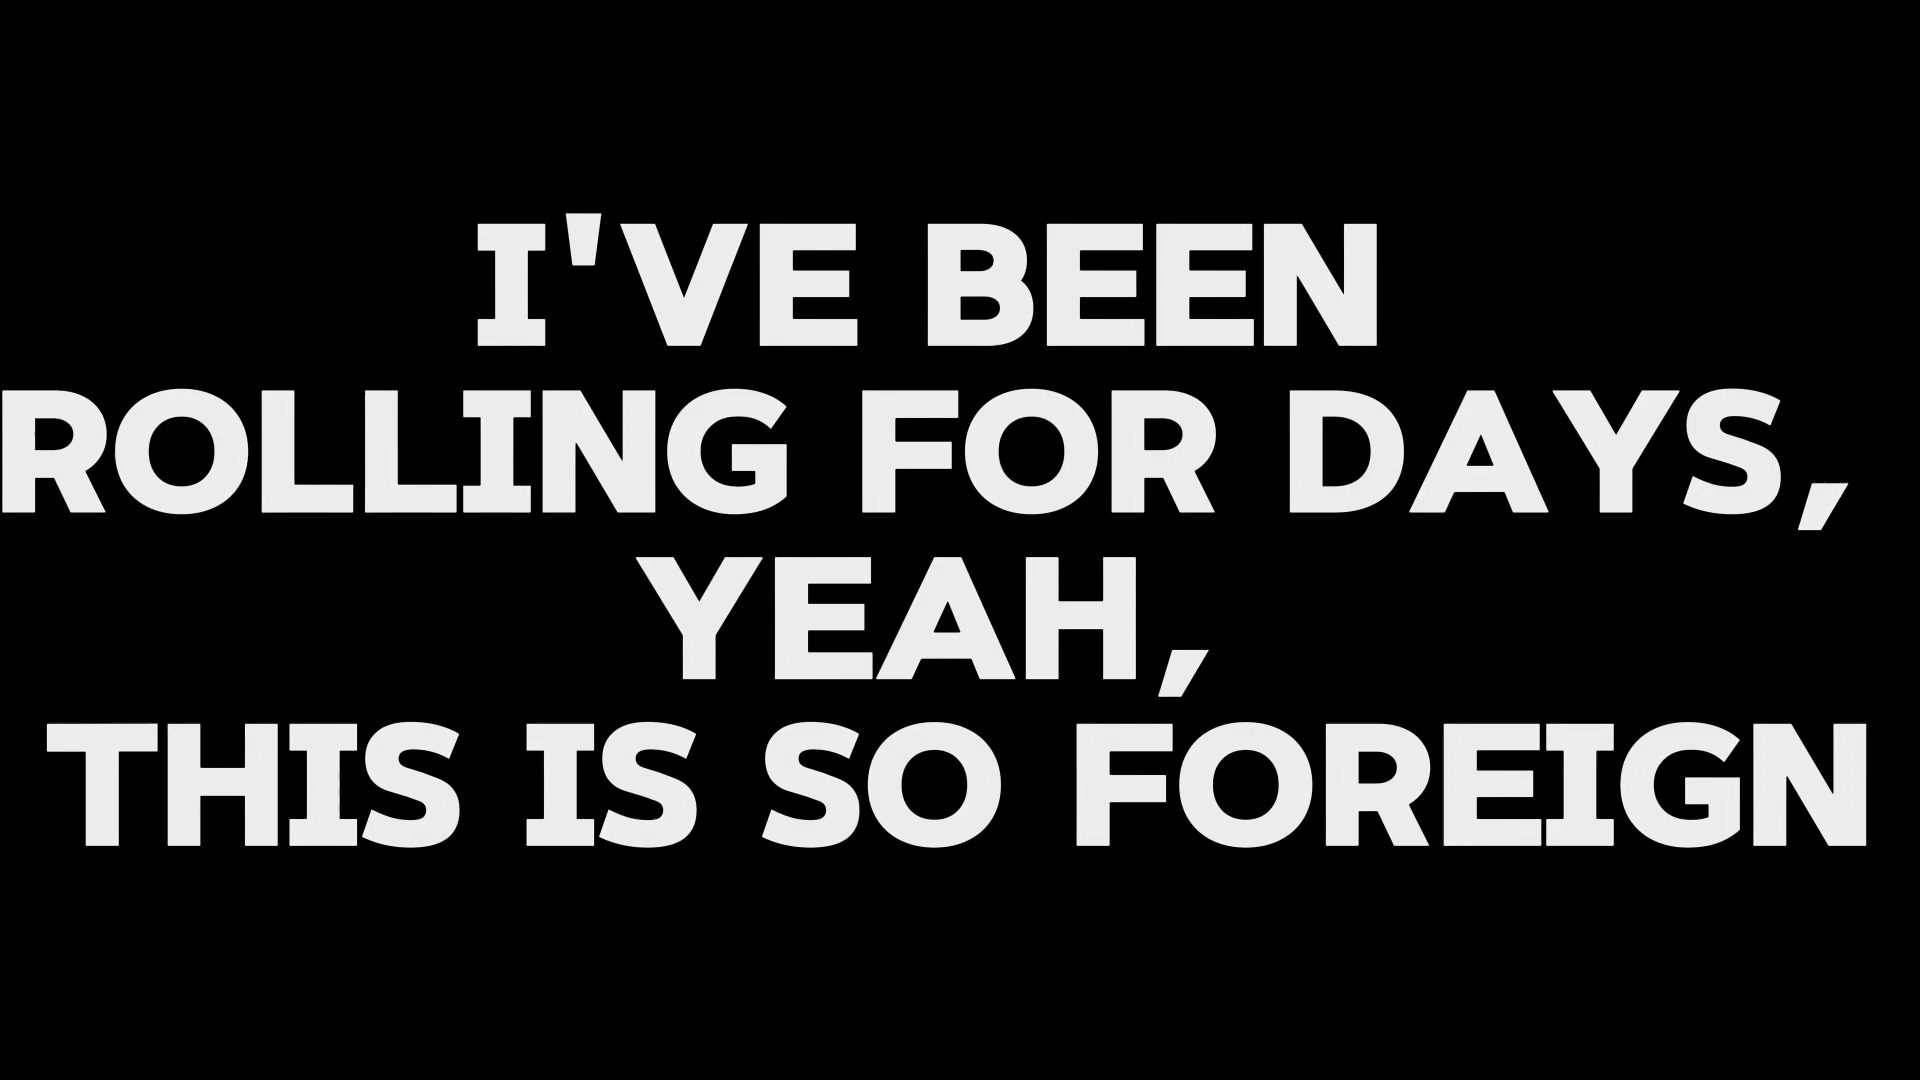 I'VE BEEN
ROLLING FOR DAYS,
YEAH,
THIS IS SO FOREIGN